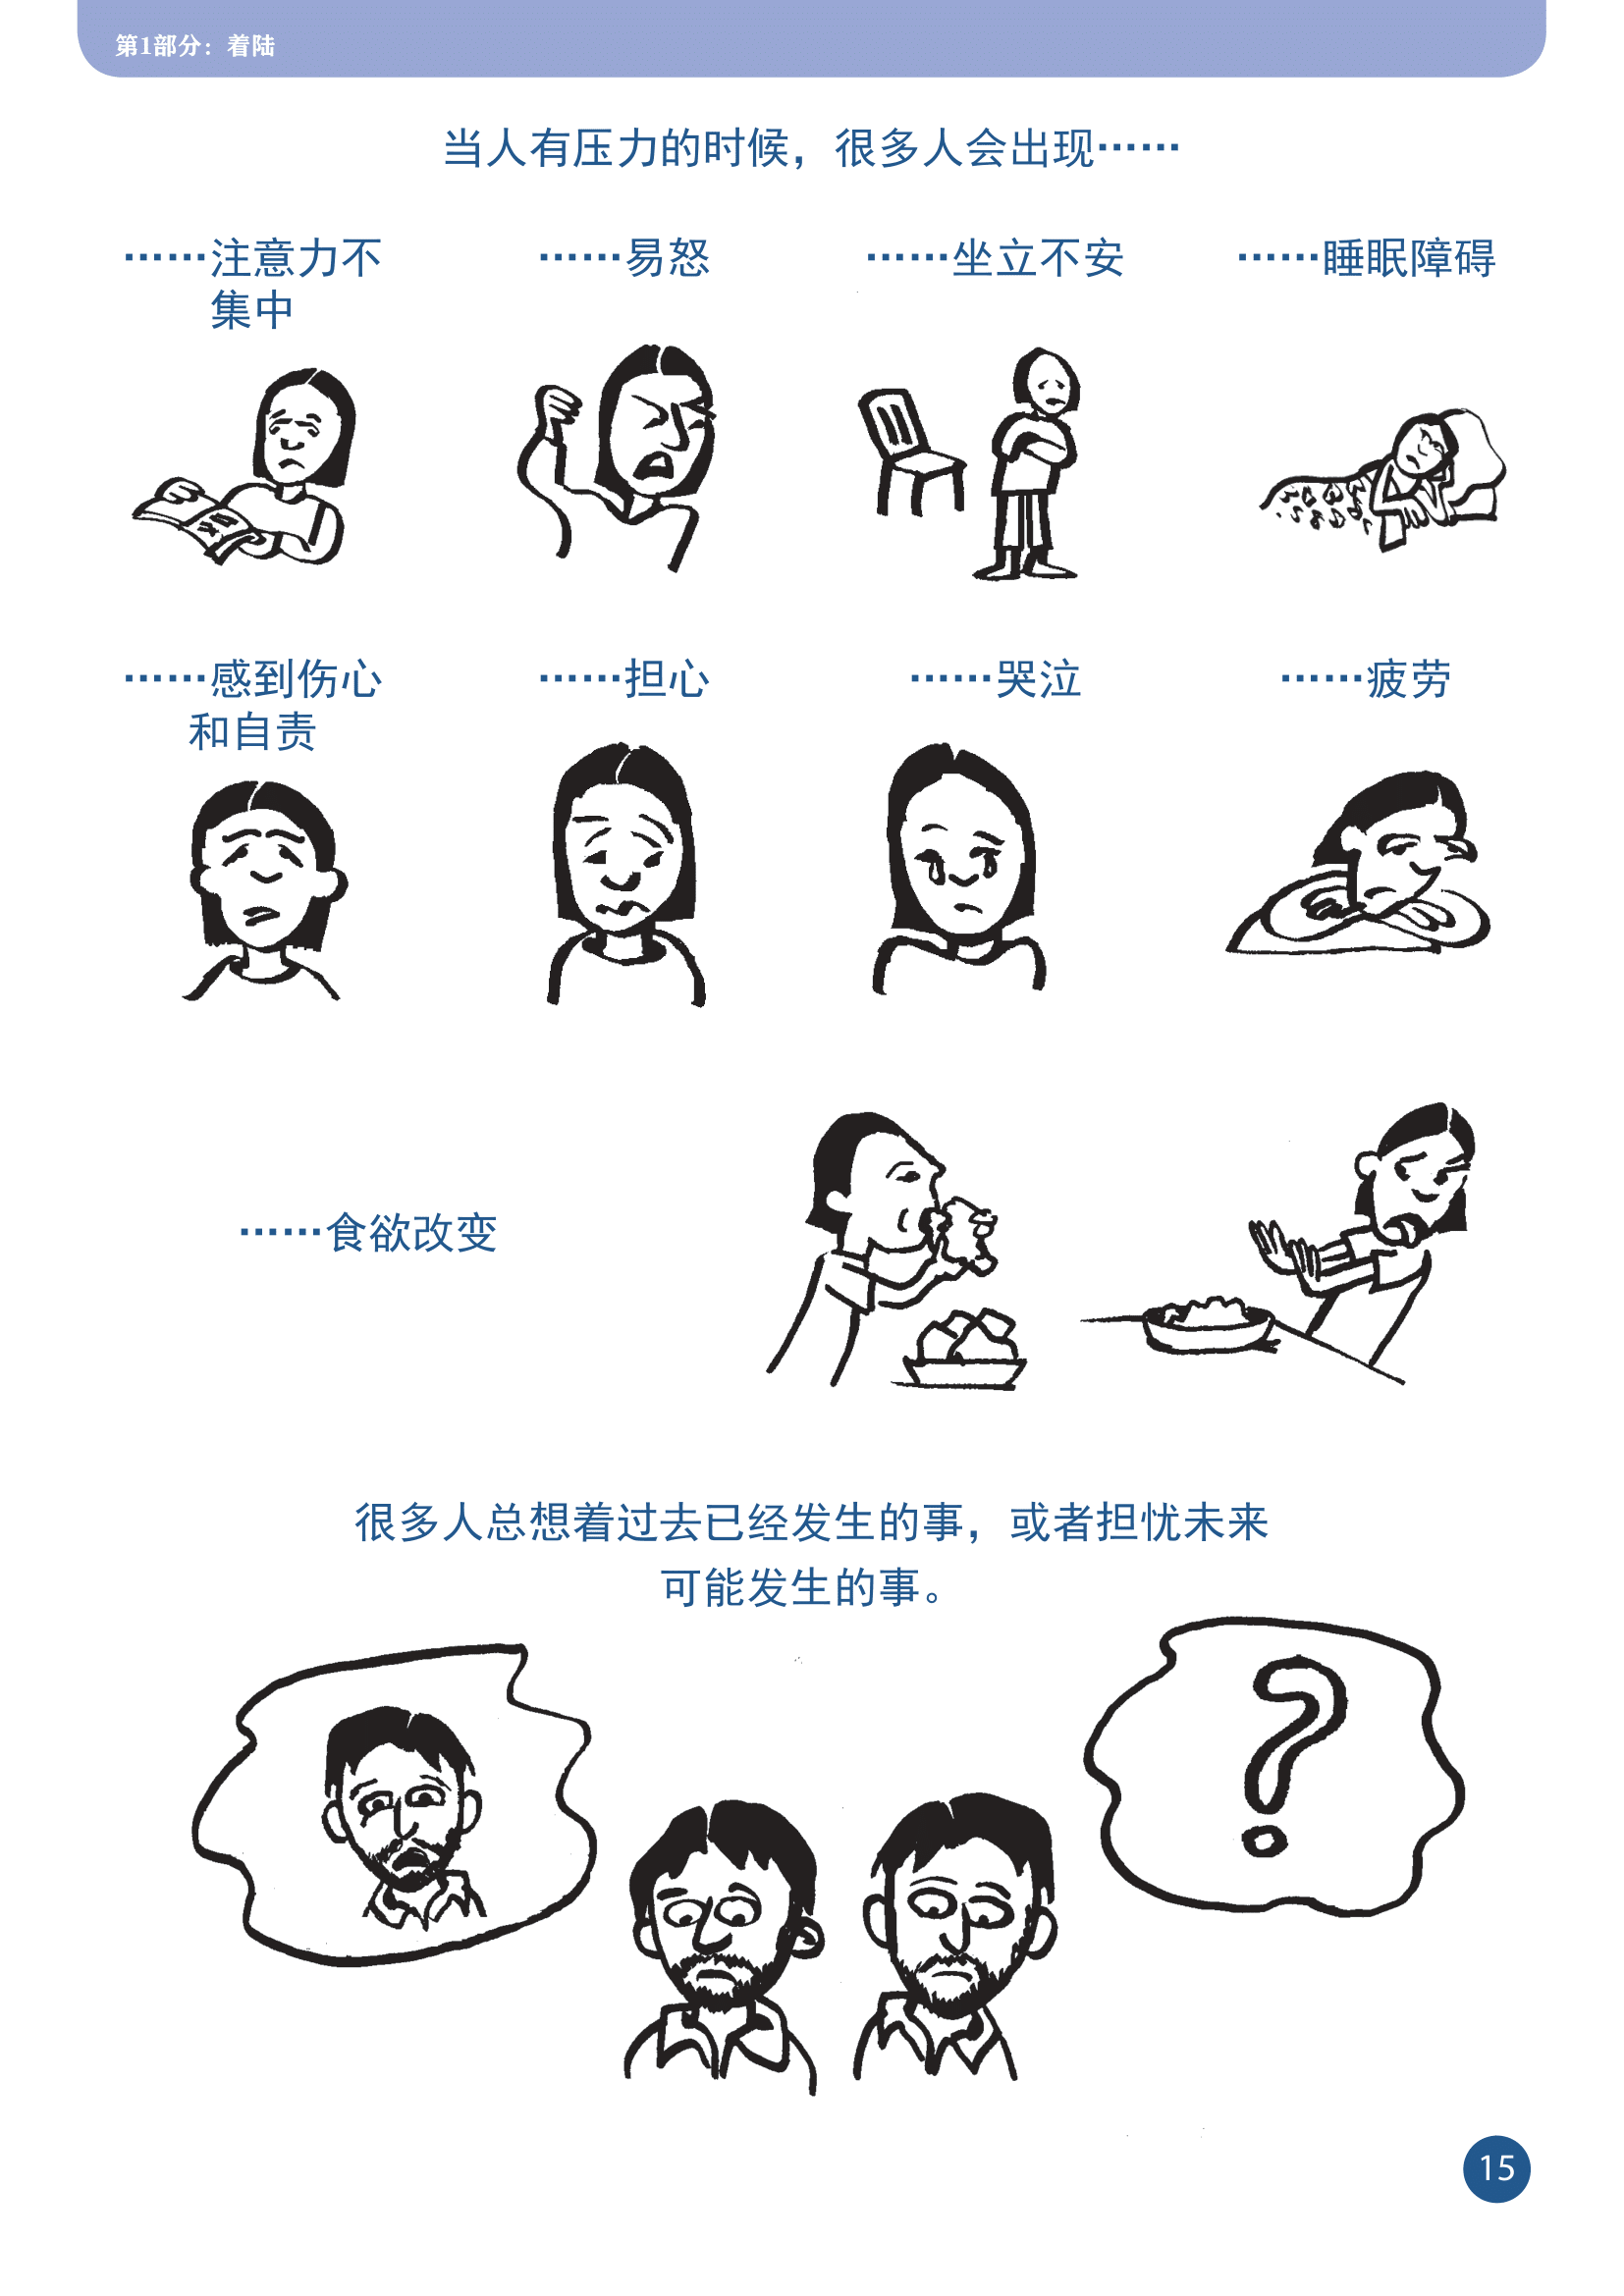 第1部分：着陆
当人有压力的时候，很多人会出现……
……注意力不
集中
……易怒
……坐立不安
……睡眠障碍
……感到伤心
和自责
……担心
……哭泣
……疲劳
……食欲改变
很多人总想着过去已经发生的事，或者担忧未来
可能发生的事。
?
15